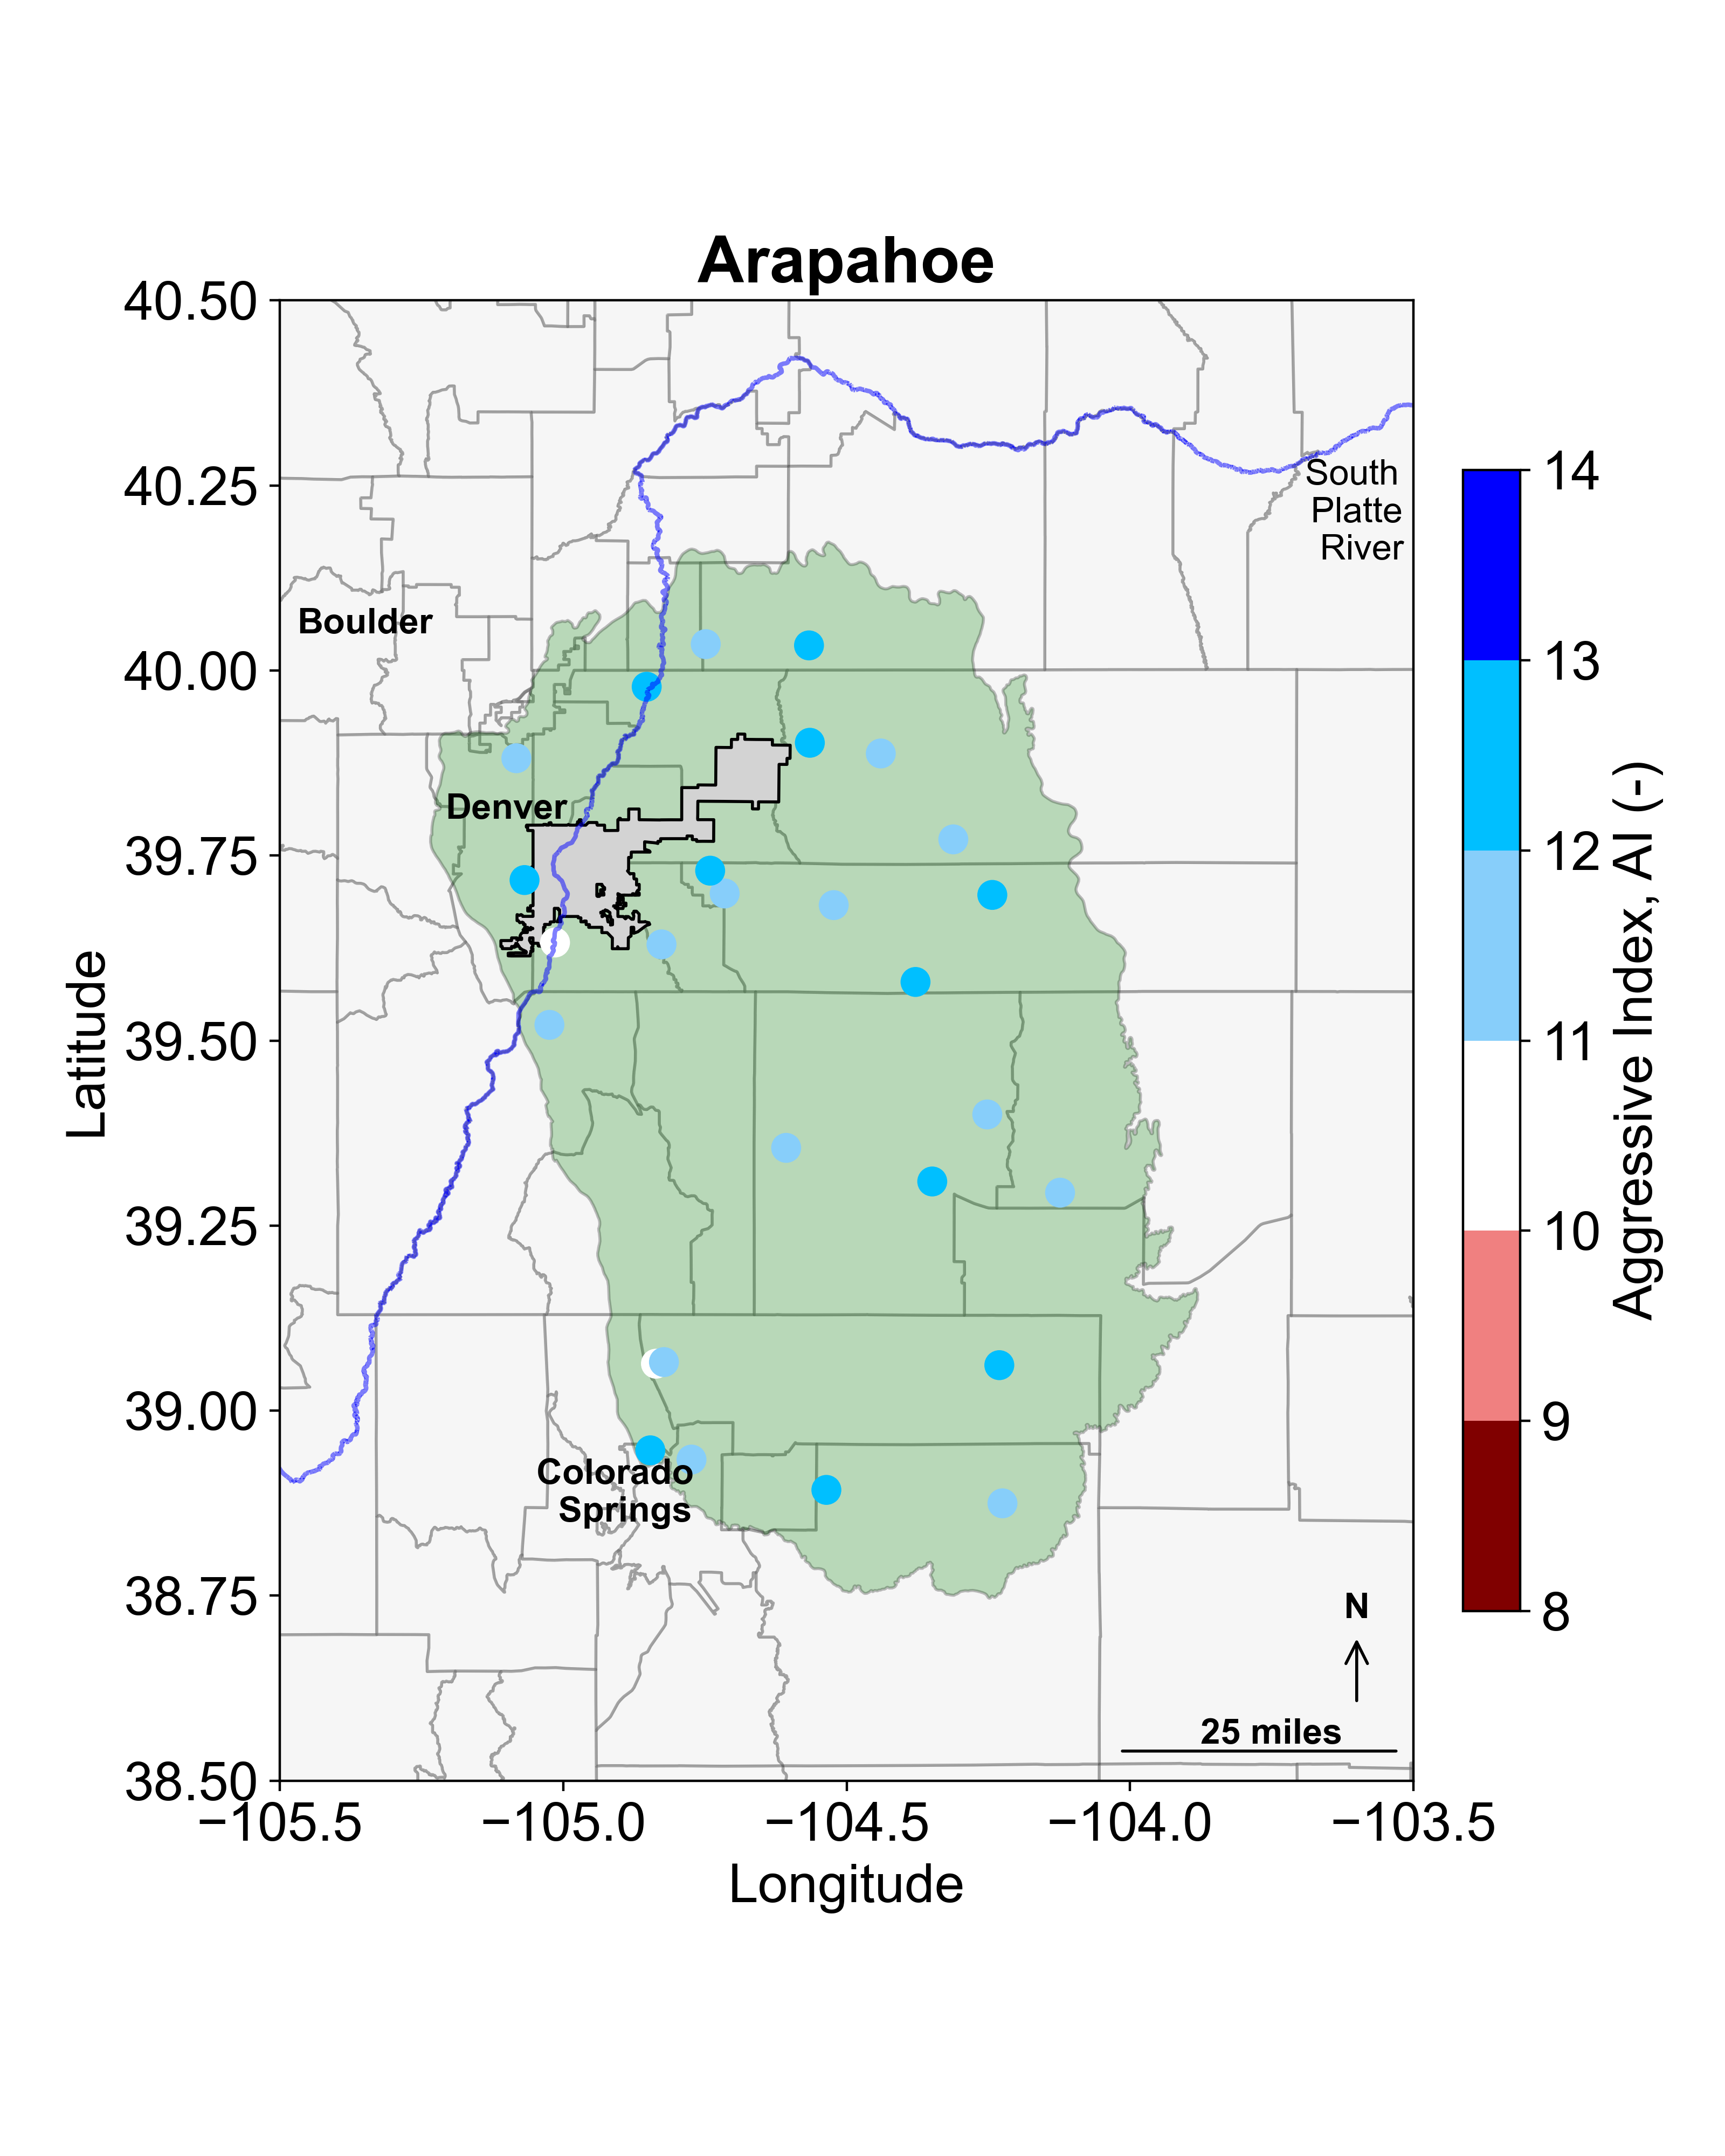 Arapahoe
40.50
40.25
40.00
39.75
39.50
39.25
39.00
38.75
38.50
Latitude
−105.5
−105.0
−104.5
−104.0
−103.5
Longitude
Boulder
Denver
Colorado
Springs
South
Platte
River
N
25 miles
14
13
12
11
10
9
8
Aggressive Index, AI (-)